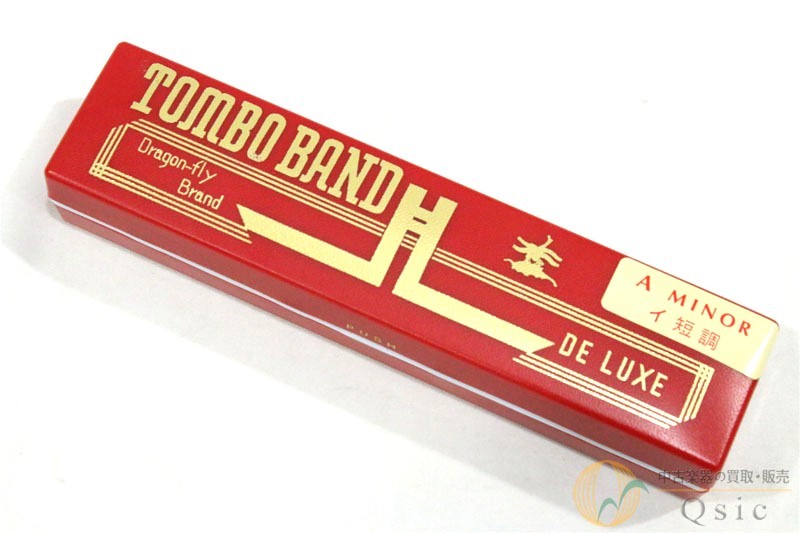 TOMBO BAND
Dragon-fly
Brand
DE LUXE
A MINOR
イ短調
PUSH
中古楽器の買取・販売
Qsic